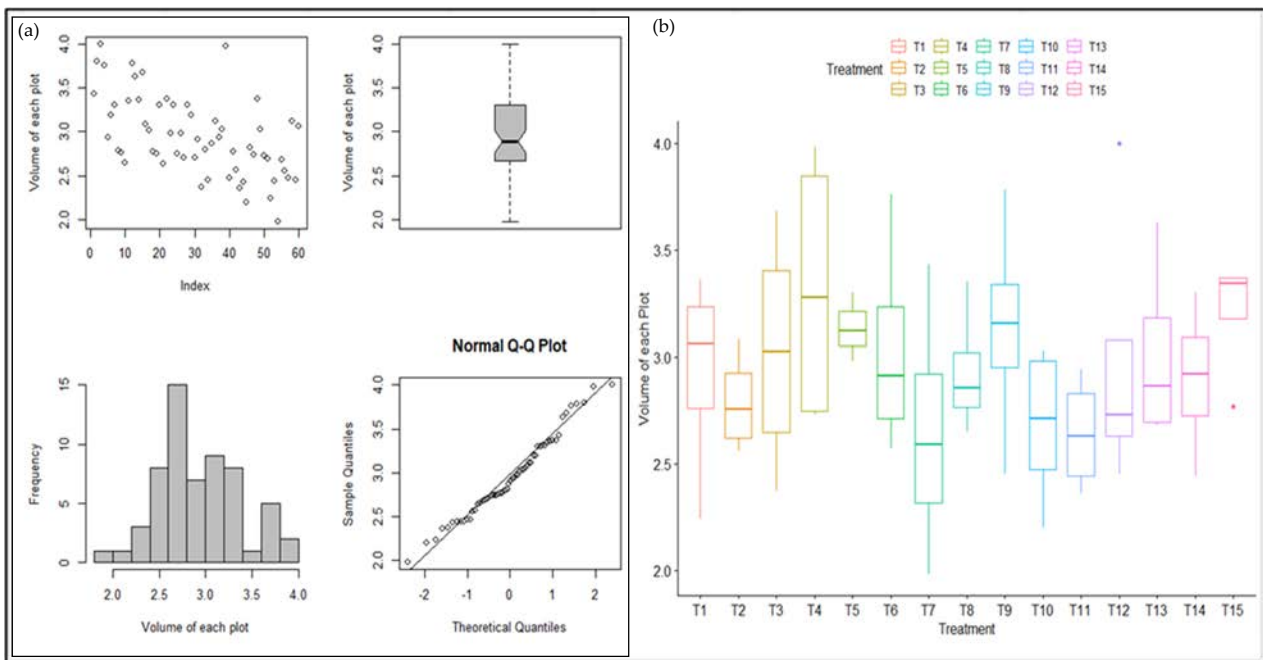 (a)
Volume of each plot
4.0
3.5
3.0
2.5
2.0
0 10 20 30 40 50 60
Index
Volume of each plot
4.0
3.5
3.0
2.5
2.0
Frequency
15
10
5
0
2.0 2.5 3.0 3.5 4.0
Volume of each plot
Normal Q-Q Plot
Sample Quantiles
4.0
3.5
3.0
2.5
2.0
-2 -1 0 1 2
Theoretical Quantiles
(b)
Treatment
T1 T4 T7 T10 T13
T2 T5 T8 T11 T14
T3 T6 T9 T12 T15
Volume of each Plot
4.0
3.5
3.0
2.5
2.0
T1 T2 T3 T4 T5 T6 T7 T8 T9 T10 T11 T12 T13 T14 T15
Treatment